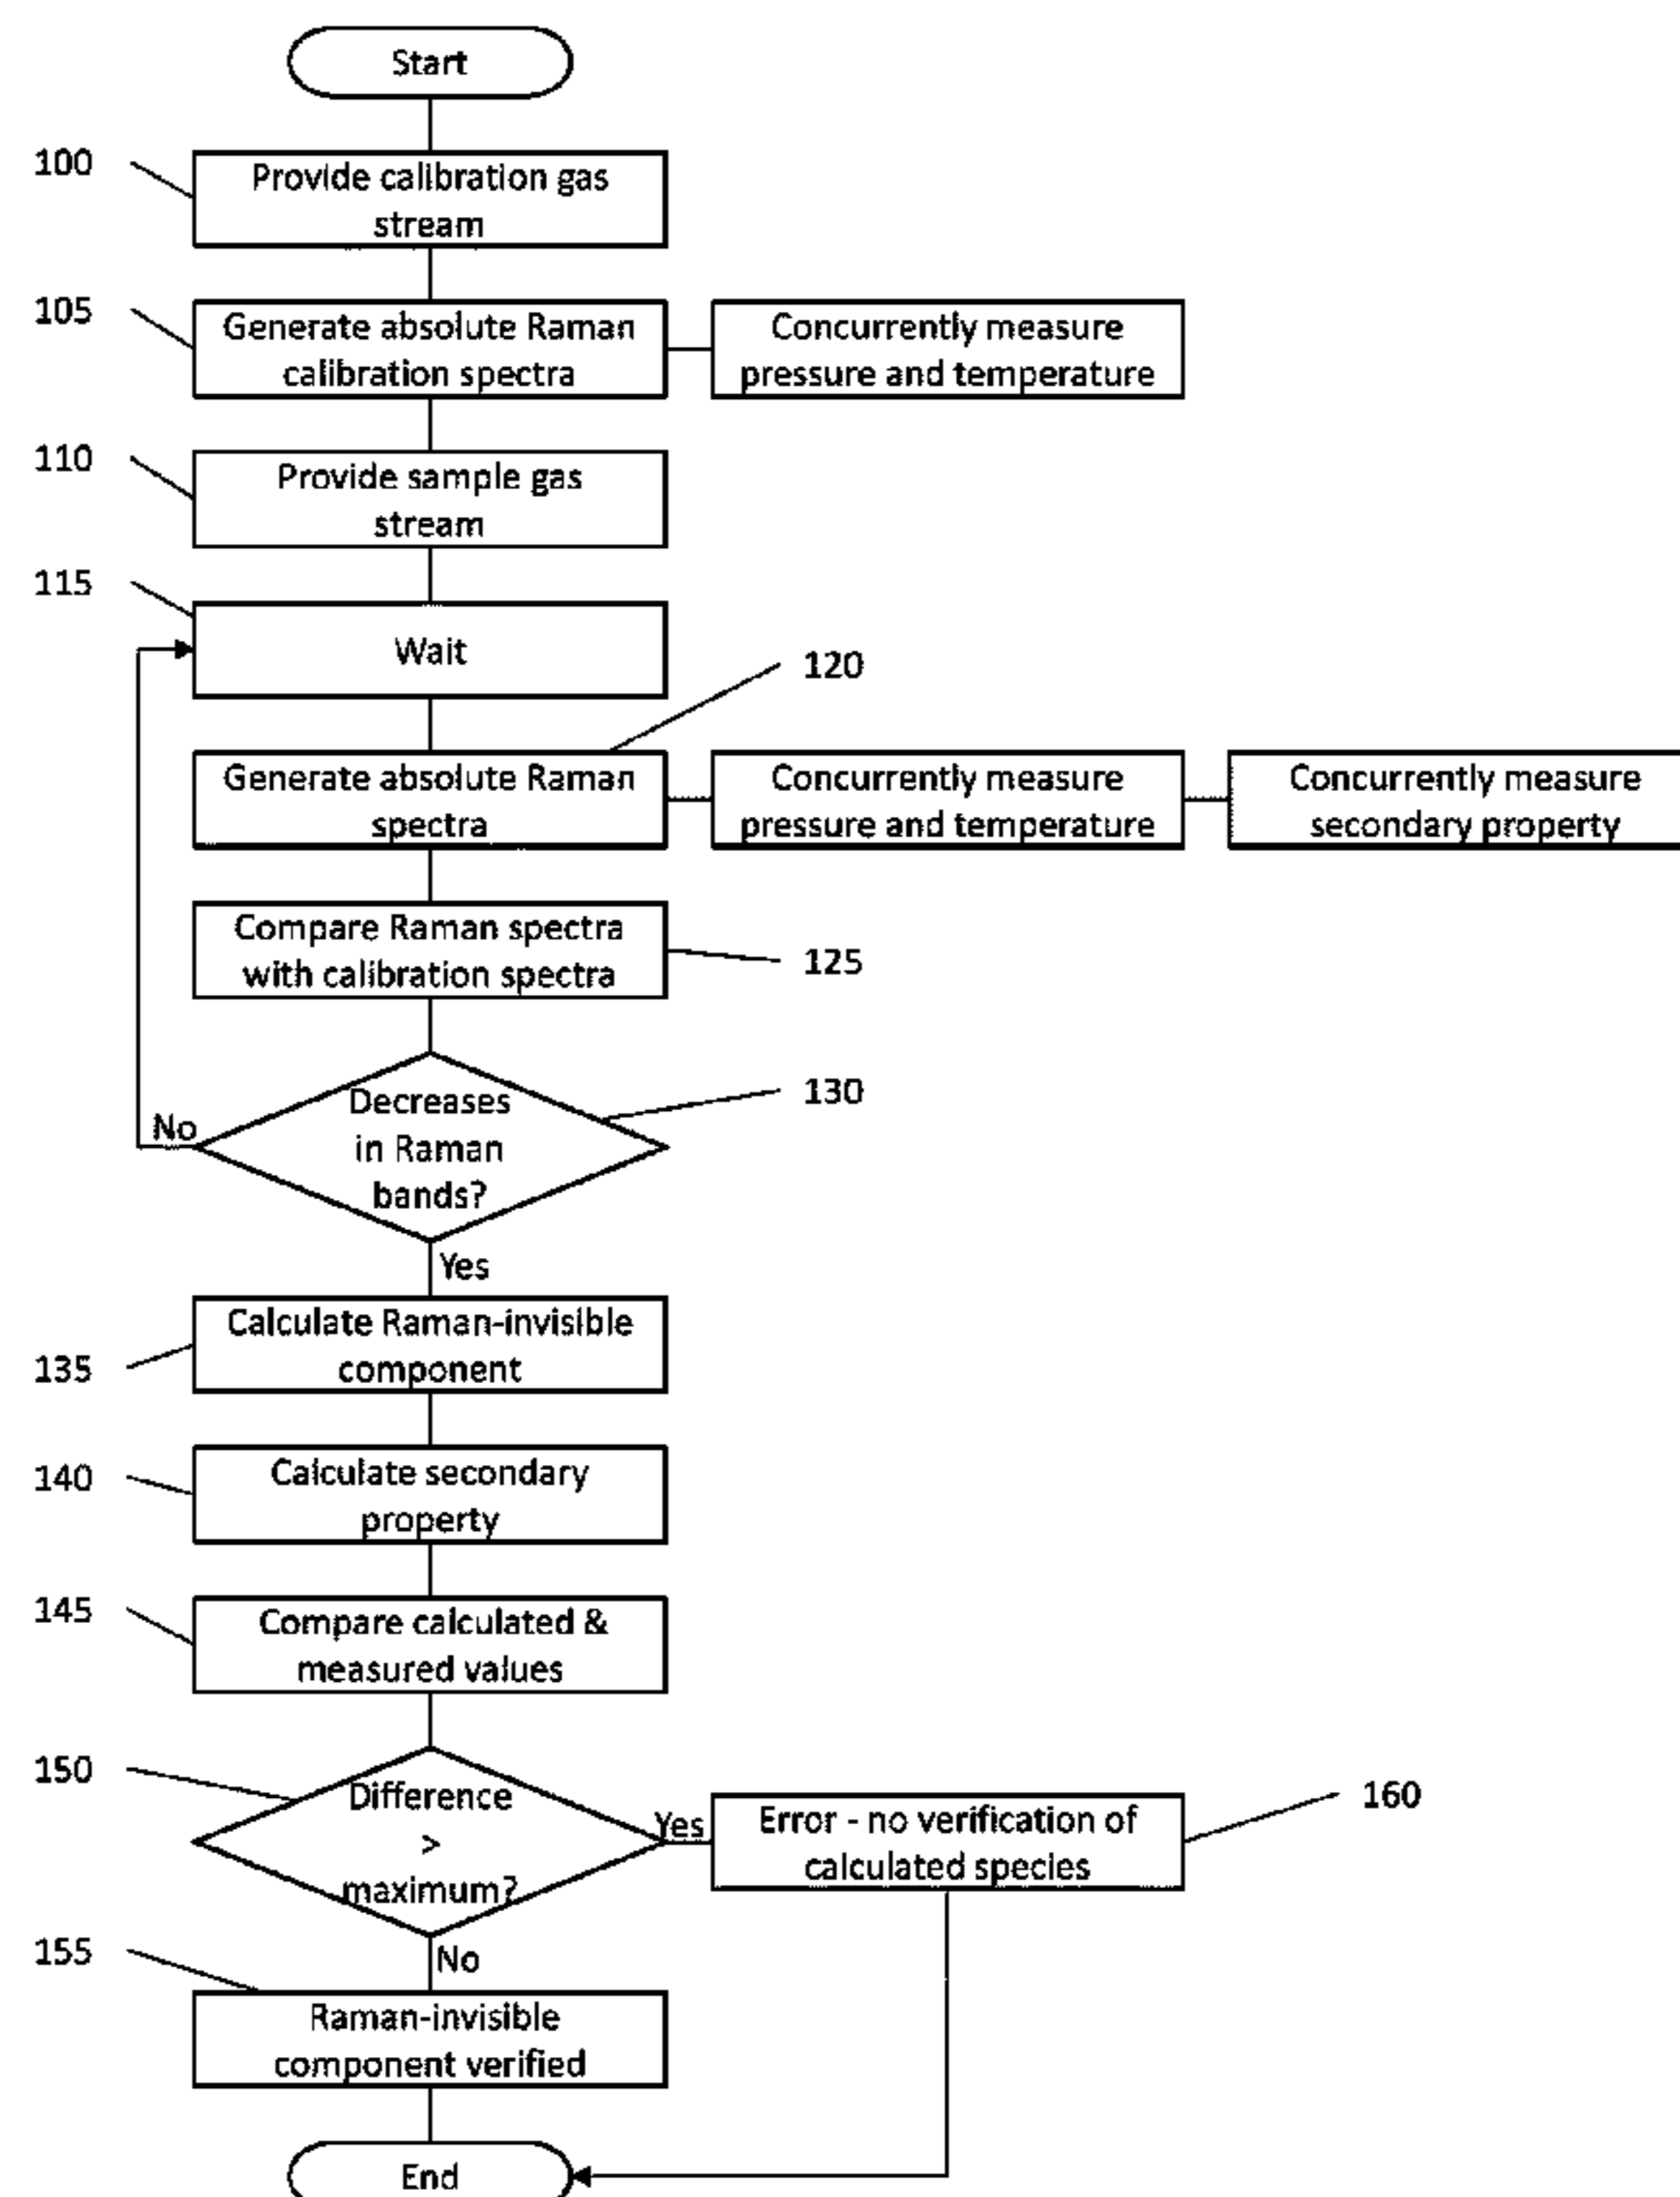 Start
100
Provide calibration gas
stream
105
Generate absolute Raman
calibration spectra
Concurrently measure
pressure and temperature
110
Provide sample gas
stream
115
Wait
120
Generate absolute Raman
spectra
Concurrently measure
pressure and temperature
Concurrently measure
secondary property
Compare Raman spectra
with calibration spectra
125
130
Decreases
in Raman
bands?
No
Yes
Calculate Raman-invisible
component
135
140
Calculate secondary
property
145
Compare calculated &
measured values
150
Difference
>
maximum?
Yes
Error - no verification of
calculated species
160
No
155
Raman-invisible
component verified
End